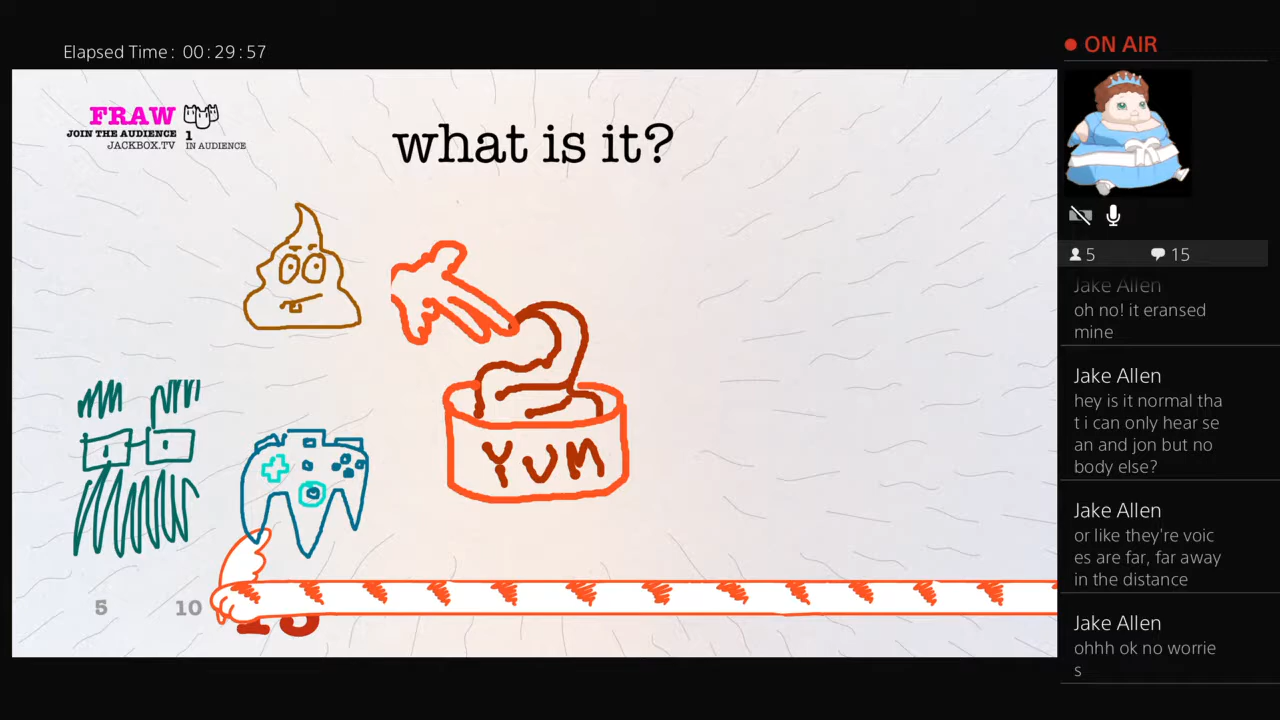 Elapsed Time: 00:29:57
ON AIR
FRAW
JOIN THE AUDIENCE
JACKBOX.TV
1
IN AUDIENCE
what is it?
YUM
5
10
5
15
Jake Allen
oh no! it eransed
mine
Jake Allen
hey is it normal tha
t i can only hear se
an and jon but no
body else?
Jake Allen
or like they're voic
es are far, far away
in the distance
Jake Allen
ohhh ok no worrie
s